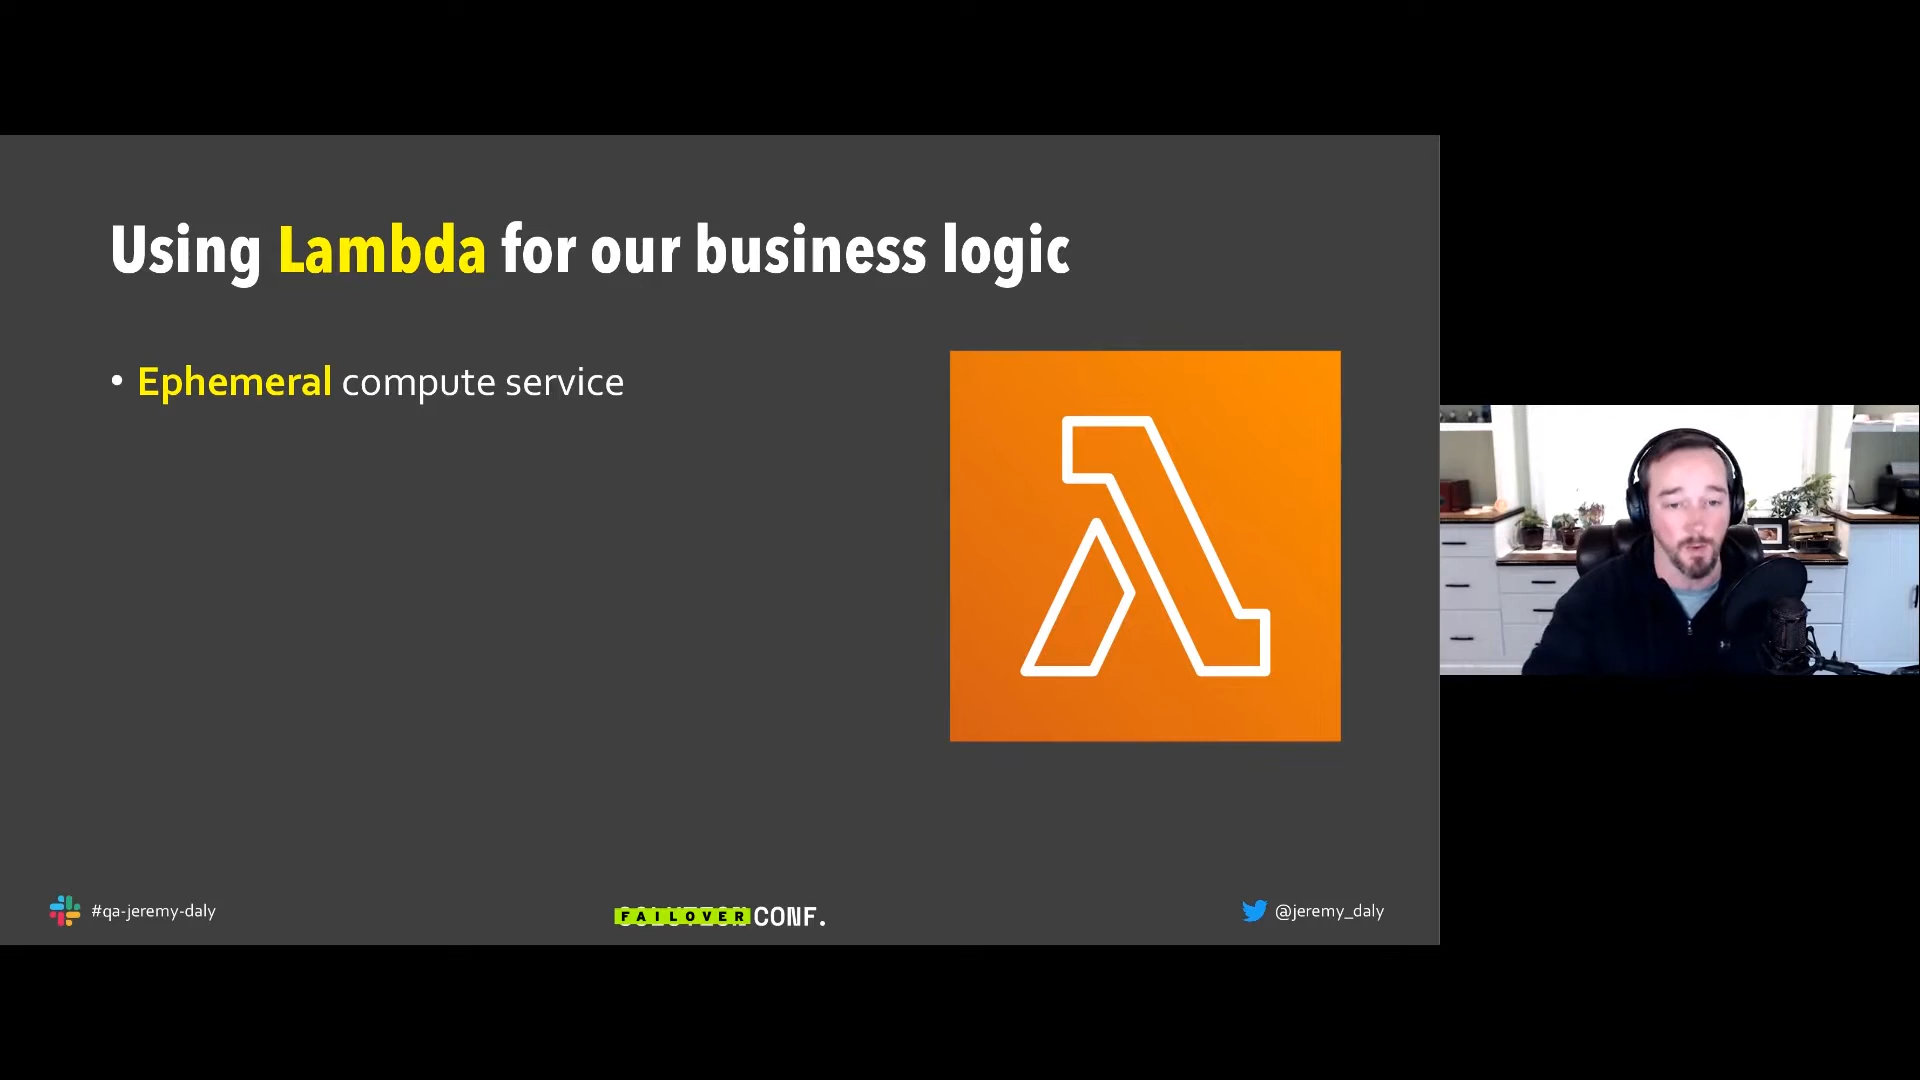 Using Lambda for our business logic
• Ephemeral compute service
#qa-jeremy-daly
FAILOVER CONF.
@jeremy_daly